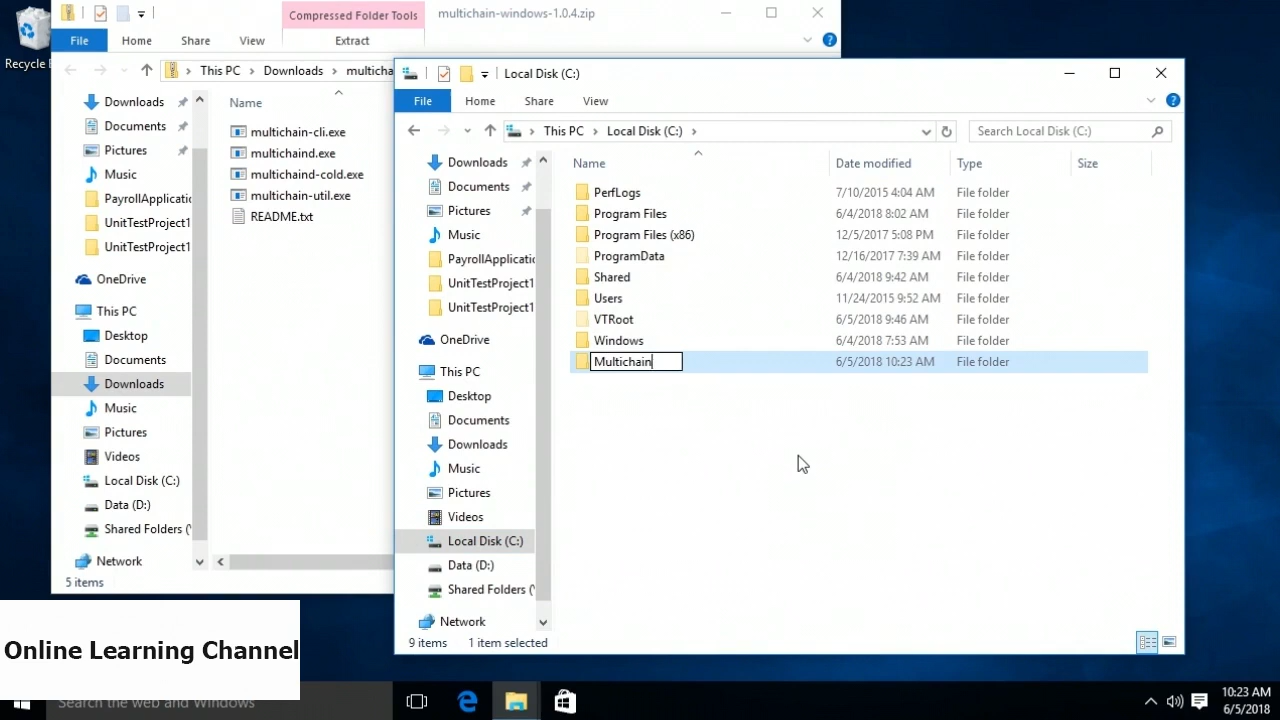 Recycle
Compressed Folder Tools
multichain-windows-1.0.4.zip
File
Home
Share
View
Extract
This PC
Downloads
multicha
Downloads
Documents
Pictures
Music
PayrollApplicatio
UnitTestProject1
UnitTestProject1
OneDrive
This PC
Desktop
Documents
Downloads
Music
Pictures
Videos
Local Disk (C:)
Data (D:)
Shared Folders (
Network
Name
multichain-cli.exe
multichaind.exe
multichaind-cold.exe
multichain-util.exe
README.txt
5 items
Local Disk (C:)
File
Home
Share
View
This PC
Local Disk (C:)
Search Local Disk (C:)
Downloads
Documents
Pictures
Music
PayrollApplicatio
UnitTestProject1
UnitTestProject1
OneDrive
This PC
Desktop
Documents
Downloads
Music
Pictures
Videos
Local Disk (C:)
Data (D:)
Shared Folders (
Network
Name Date modified Type Size
PerfLogs 7/10/2015 4:04 AM File folder
Program Files 6/4/2018 8:02 AM File folder
Program Files (x86) 12/5/2017 5:08 PM File folder
ProgramData 12/16/2017 7:39 AM File folder
Shared 6/4/2018 9:42 AM File folder
Users 11/24/2015 9:52 AM File folder
VTRoot 6/5/2018 9:46 AM File folder
Windows 6/4/2018 7:53 AM File folder
Multichain 6/5/2018 10:23 AM File folder
9 items 1 item selected
Online Learning Channel
Search the web and Windows
10:23 AM
6/5/2018